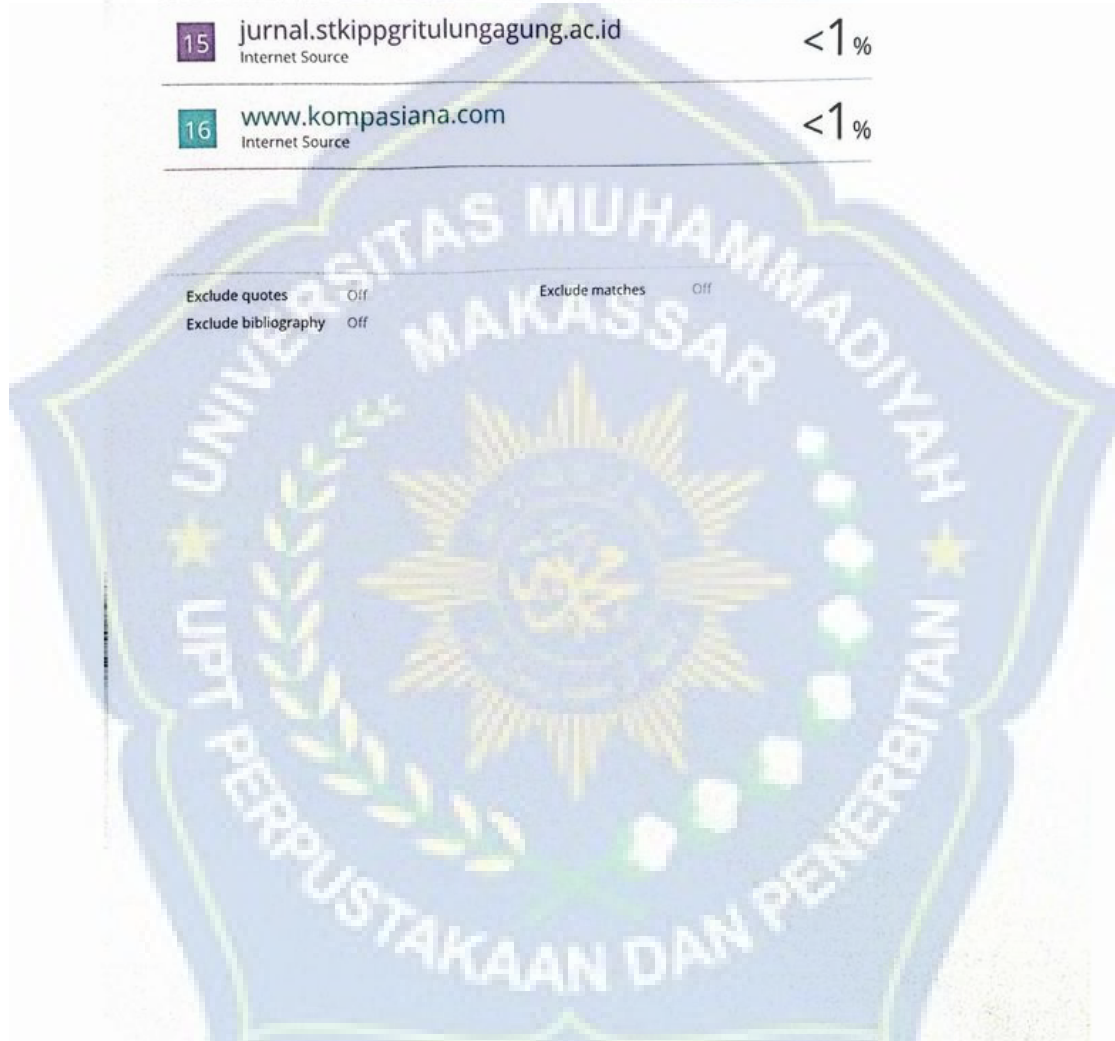 15 jurnal.stkippgritulungagung.ac.id <1%
Internet Source
16 www.kompasiana.com <1%
Internet Source
Exclude quotes Off Exclude matches Off
Exclude bibliography Off
UNIVERSITAS MUHAMMADIYAH
MAKASSAR
UPT PERPUSTAKAAN DAN PENERBITAN